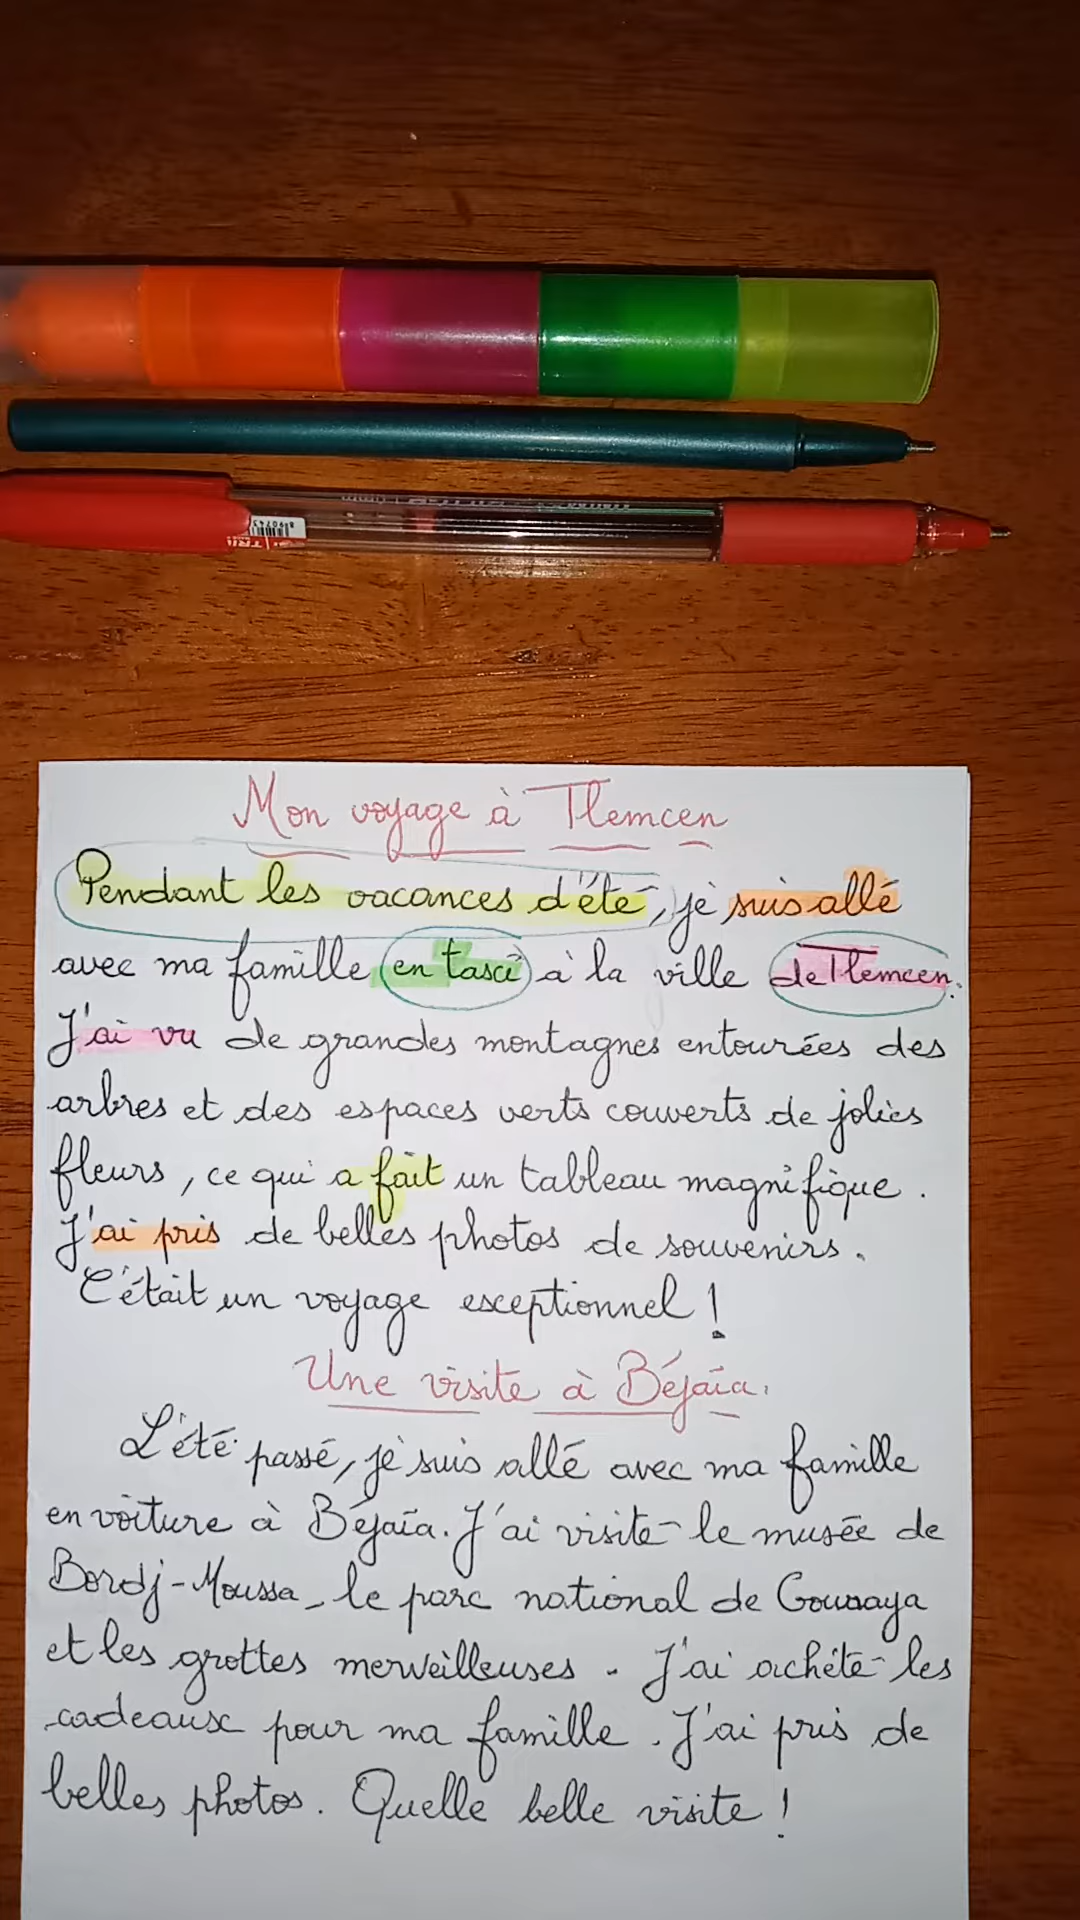 Mon voyage à Tlemcen
Pendant les vacances d'été, je suis allé
avec ma famille en taxi à la ville de Tlemcen.
J'ai vu de grandes montagnes entourées des
arbres et des espaces verts couverts de jolies
fleurs, ce qui a fait un tableau magnifique.
J'ai pris de belles photos de souvenirs.
C'était un voyage exceptionnel !
Une visite à Béjaïa.
L'été passé, je suis allé avec ma famille
en voiture à Béjaïa. J'ai visité le musée de
Bordj-Moussa, le parc national de Gouraya
et les grottes merveilleuses. J'ai acheté les
cadeaux pour ma famille. J'ai pris de
belles photos. Quelle belle visite !